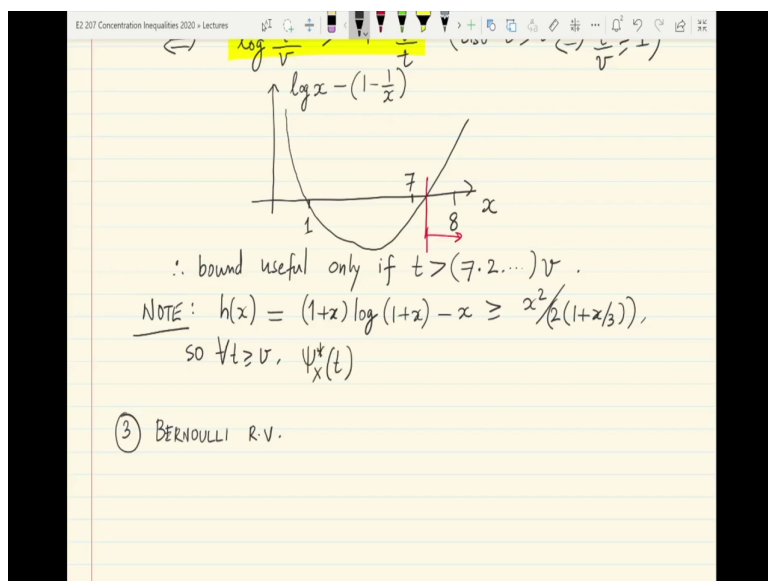 E2 207 Concentration Inequalities 2020 » Lectures
log x − (1 − 1/x)
7
x
1
8
∴ bound useful only if t > (7.2...) v.
NOTE: h(x) = (1+x) log (1+x) − x ≥ x²/(2(1+x/3)),
so ∀t ≥ v, ψ*_X(t)
③ BERNOULLI R.V.